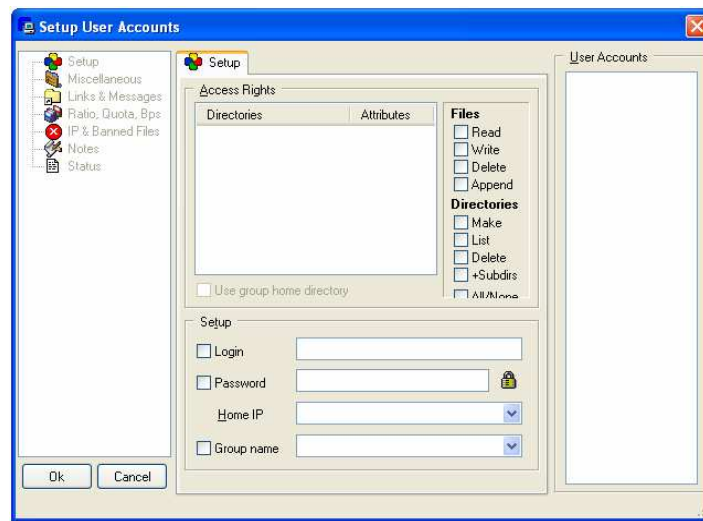 Setup User Accounts
Setup
Miscellaneous
Links & Messages
Ratio, Quota, Bps
IP & Banned Files
Notes
Status
Ok
Cancel
Setup
Access Rights
Directories Attributes
Files
Read
Write
Delete
Append
Directories
Make
List
Delete
+Subdirs
All/None
Use group home directory
Setup
Login
Password
Home IP
Group name
User Accounts